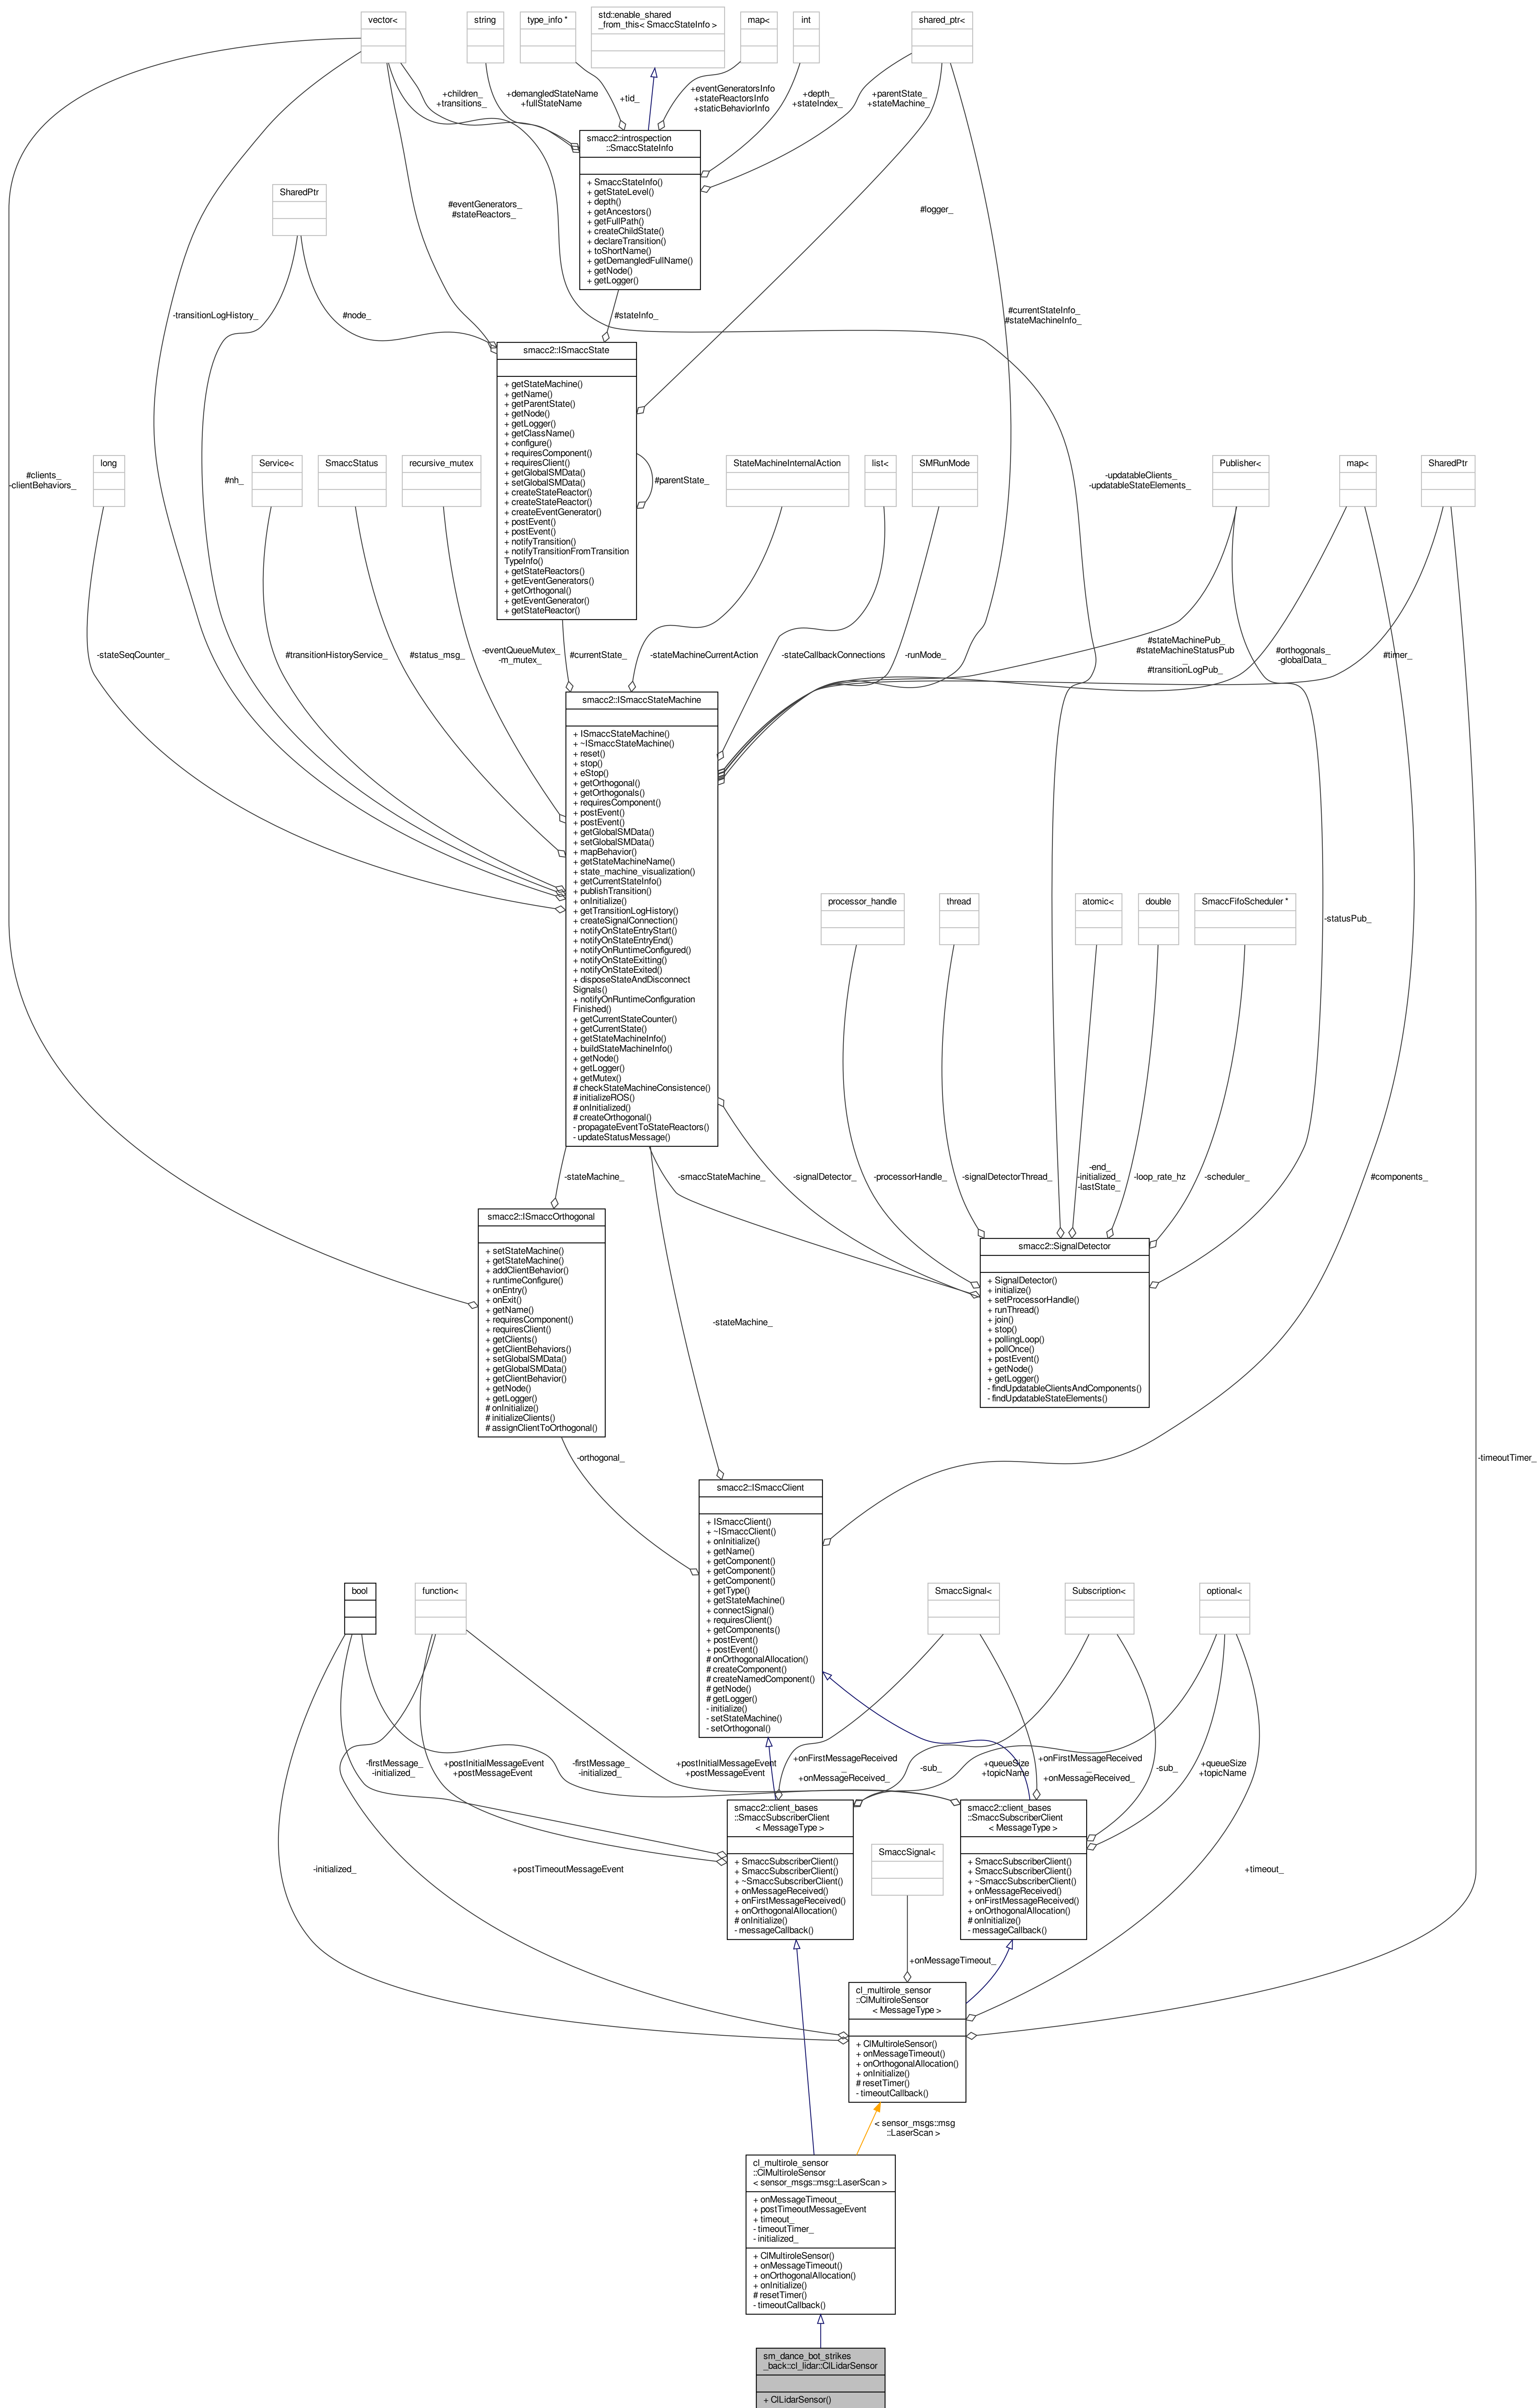 vector<
string
type_info *
std::enable_shared
_from_this< SmaccStateInfo >
map<
int
shared_ptr<
+children_
+transitions_
+demangledStateName
+fullStateName
+tid_
+eventGeneratorsInfo
+stateReactorsInfo
+staticBehaviorInfo
+depth_
+stateIndex_
+parentState_
+stateMachine_
smacc2::introspection
::SmaccStateInfo
+ SmaccStateInfo()
+ getStateLevel()
+ depth()
+ getAncestors()
+ getFullPath()
+ createChildState()
+ declareTransition()
+ toShortName()
+ getDemangledFullName()
+ getNode()
+ getLogger()
SharedPtr
#eventGenerators_
#stateReactors_
#logger_
-transitionLogHistory_
#node_
#stateInfo_
#currentStateInfo_
#stateMachineInfo_
smacc2::ISmaccState
+ getStateMachine()
+ getName()
+ getParentState()
+ getNode()
+ getLogger()
+ getClassName()
+ configure()
+ requiresComponent()
+ requiresClient()
+ getGlobalSMData()
+ setGlobalSMData()
+ createStateReactor()
+ createStateReactor()
+ createEventGenerator()
+ postEvent()
+ postEvent()
+ notifyTransition()
+ notifyTransitionFromTransition
TypeInfo()
+ getStateReactors()
+ getEventGenerators()
+ getOrthogonal()
+ getEventGenerator()
+ getStateReactor()
#parentState_
#clients_
-clientBehaviors_
long
#nh_
Service<
SmaccStatus
recursive_mutex
StateMachineInternalAction
list<
SMRunMode
-updatableClients_
-updatableStateElements_
Publisher<
map<
SharedPtr
-stateSeqCounter_
#transitionHistoryService_
#status_msg_
-eventQueueMutex_
-m_mutex_
#currentState_
-stateMachineCurrentAction
-stateCallbackConnections
-runMode_
#stateMachinePub_
#stateMachineStatusPub
_
#transitionLogPub_
#orthogonals_
-globalData_
#timer_
smacc2::ISmaccStateMachine
+ ISmaccStateMachine()
+ ~ISmaccStateMachine()
+ reset()
+ stop()
+ eStop()
+ getOrthogonal()
+ getOrthogonals()
+ requiresComponent()
+ postEvent()
+ postEvent()
+ getGlobalSMData()
+ setGlobalSMData()
+ mapBehavior()
+ getStateMachineName()
+ state_machine_visualization()
+ getCurrentStateInfo()
+ publishTransition()
+ onInitialize()
+ getTransitionLogHistory()
+ createSignalConnection()
+ notifyOnStateEntryStart()
+ notifyOnStateEntryEnd()
+ notifyOnRuntimeConfigured()
+ notifyOnStateExitting()
+ notifyOnStateExited()
+ disposeStateAndDisconnect
Signals()
+ notifyOnRuntimeConfiguration
Finished()
+ getCurrentStateCounter()
+ getCurrentState()
+ getStateMachineInfo()
+ buildStateMachineInfo()
+ getNode()
+ getLogger()
+ getMutex()
# checkStateMachineConsistence()
# initializeROS()
# onInitialized()
# createOrthogonal()
- propagateEventToStateReactors()
- updateStatusMessage()
processor_handle
thread
atomic<
double
SmaccFifoScheduler *
-statusPub_
-stateMachine_
-smaccStateMachine_
-signalDetector_
-processorHandle_
-signalDetectorThread_
-end_
-initialized_
-lastState_
-loop_rate_hz
-scheduler_
#components_
smacc2::ISmaccOrthogonal
+ setStateMachine()
+ getStateMachine()
+ addClientBehavior()
+ runtimeConfigure()
+ onEntry()
+ onExit()
+ getName()
+ requiresComponent()
+ requiresClient()
+ getClients()
+ getClientBehaviors()
+ setGlobalSMData()
+ getGlobalSMData()
+ getClientBehavior()
+ getNode()
+ getLogger()
# onInitialize()
# initializeClients()
# assignClientToOrthogonal()
smacc2::SignalDetector
+ SignalDetector()
+ initialize()
+ setProcessorHandle()
+ runThread()
+ join()
+ stop()
+ pollingLoop()
+ pollOnce()
+ postEvent()
+ getNode()
+ getLogger()
- findUpdatableClientsAndComponents()
- findUpdatableStateElements()
-stateMachine_
-orthogonal_
-timeoutTimer_
smacc2::ISmaccClient
+ ISmaccClient()
+ ~ISmaccClient()
+ onInitialize()
+ getName()
+ getComponent()
+ getComponent()
+ getComponent()
+ getType()
+ getStateMachine()
+ connectSignal()
+ requiresClient()
+ getComponents()
+ postEvent()
+ postEvent()
# onOrthogonalAllocation()
# createComponent()
# createNamedComponent()
# getNode()
# getLogger()
- initialize()
- setStateMachine()
- setOrthogonal()
bool
function<
SmaccSignal<
Subscription<
optional<
-firstMessage_
-initialized_
+postInitialMessageEvent
+postMessageEvent
-firstMessage_
-initialized_
+postInitialMessageEvent
+postMessageEvent
+onFirstMessageReceived
_
+onMessageReceived_
-sub_
+queueSize
+topicName
+onFirstMessageReceived
_
+onMessageReceived_
-sub_
+queueSize
+topicName
smacc2::client_bases
::SmaccSubscriberClient
< MessageType >
+ SmaccSubscriberClient()
+ SmaccSubscriberClient()
+ ~SmaccSubscriberClient()
+ onMessageReceived()
+ onFirstMessageReceived()
+ onOrthogonalAllocation()
# onInitialize()
- messageCallback()
SmaccSignal<
smacc2::client_bases
::SmaccSubscriberClient
< MessageType >
+ SmaccSubscriberClient()
+ SmaccSubscriberClient()
+ ~SmaccSubscriberClient()
+ onMessageReceived()
+ onFirstMessageReceived()
+ onOrthogonalAllocation()
# onInitialize()
- messageCallback()
-initialized_
+postTimeoutMessageEvent
+timeout_
+onMessageTimeout_
cl_multirole_sensor
::ClMultiroleSensor
< MessageType >
+ ClMultiroleSensor()
+ onMessageTimeout()
+ onOrthogonalAllocation()
+ onInitialize()
# resetTimer()
- timeoutCallback()
< sensor_msgs::msg
::LaserScan >
cl_multirole_sensor
::ClMultiroleSensor
< sensor_msgs::msg::LaserScan >
+ onMessageTimeout_
+ postTimeoutMessageEvent
+ timeout_
- timeoutTimer_
- initialized_
+ ClMultiroleSensor()
+ onMessageTimeout()
+ onOrthogonalAllocation()
+ onInitialize()
# resetTimer()
- timeoutCallback()
sm_dance_bot_strikes
_back::cl_lidar::ClLidarSensor
+ ClLidarSensor()